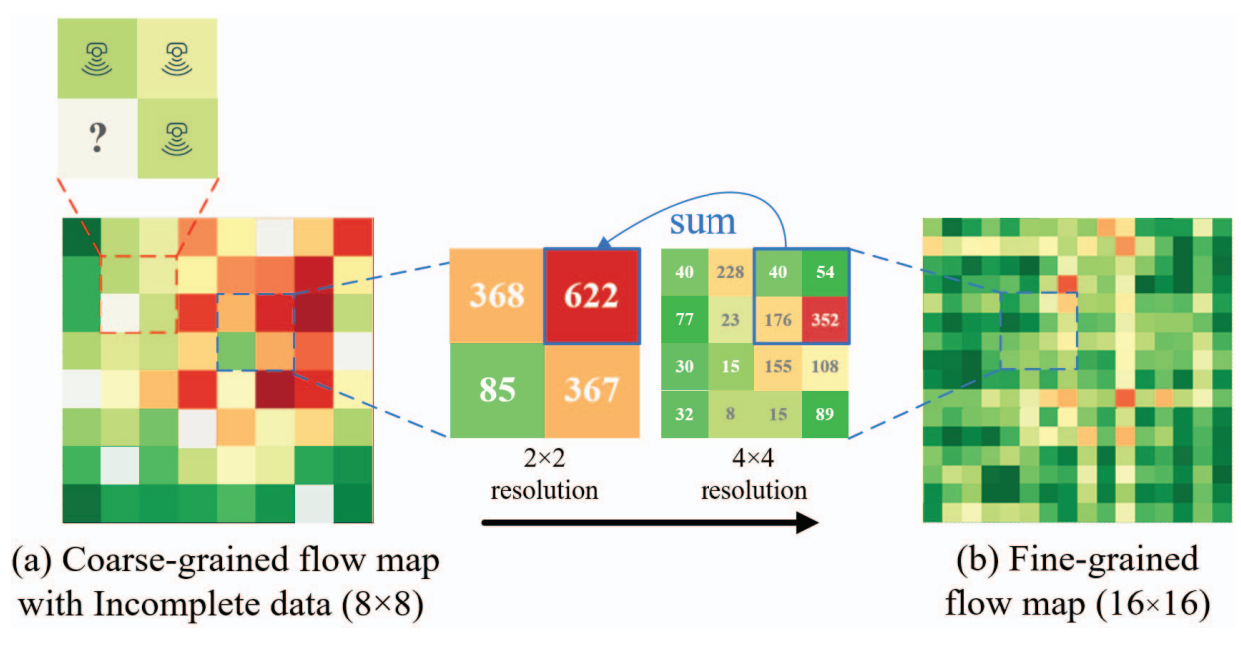 ?
sum
368 622
85 367
40 228 40 54
77 23 176 352
30 15 155 108
32 8 15 89
2×2
resolution
4×4
resolution
(a) Coarse-grained flow map
with Incomplete data (8×8)
(b) Fine-grained
flow map (16×16)